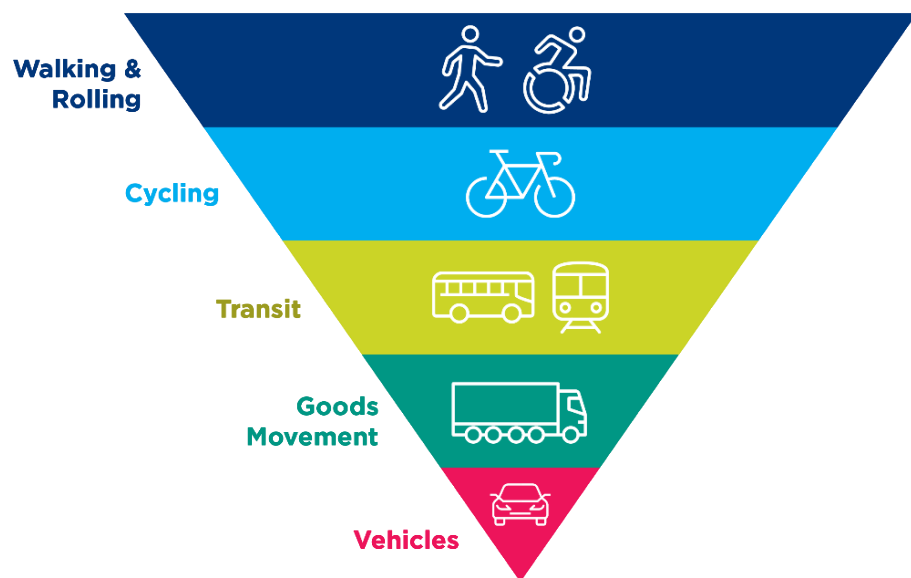 Walking &
Rolling
Cycling
Transit
Goods
Movement
Vehicles